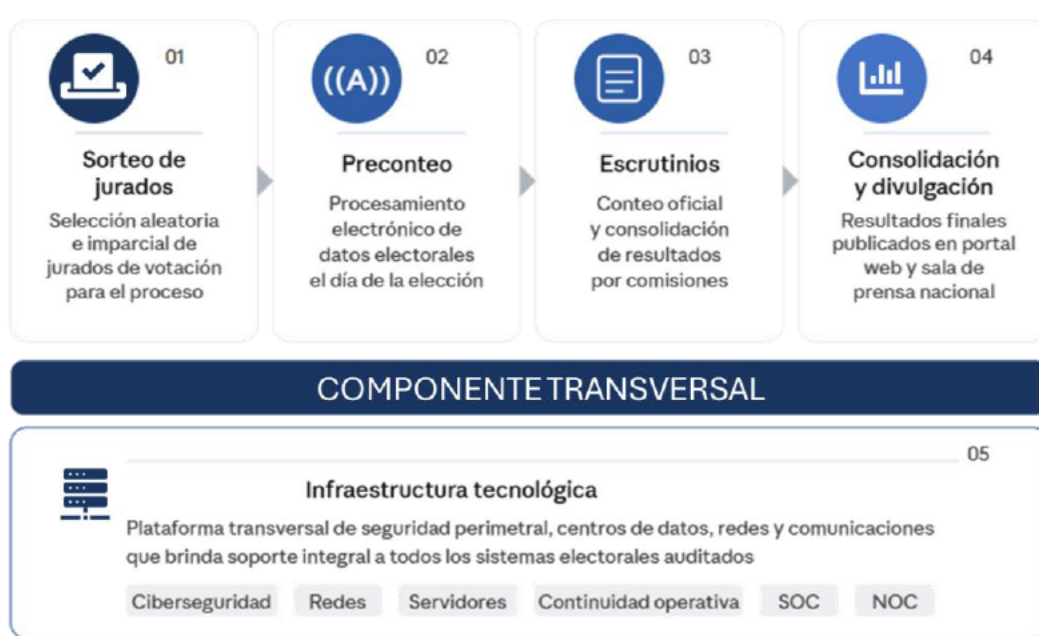 01
Sorteo de
jurados
Selección aleatoria
e imparcial de
jurados de votación
para el proceso
((A))
02
Preconteo
Procesamiento
electrónico de
datos electorales
el día de la elección
03
Escrutinios
Conteo oficial
y consolidación
de resultados
por comisiones
04
Consolidación
y divulgación
Resultados finales
publicados en portal
web y sala de
prensa nacional
COMPONENTE TRANSVERSAL
05
Infraestructura tecnológica
Plataforma transversal de seguridad perimetral, centros de datos, redes y comunicaciones
que brinda soporte integral a todos los sistemas electorales auditados
Ciberseguridad Redes Servidores Continuidad operativa SOC NOC